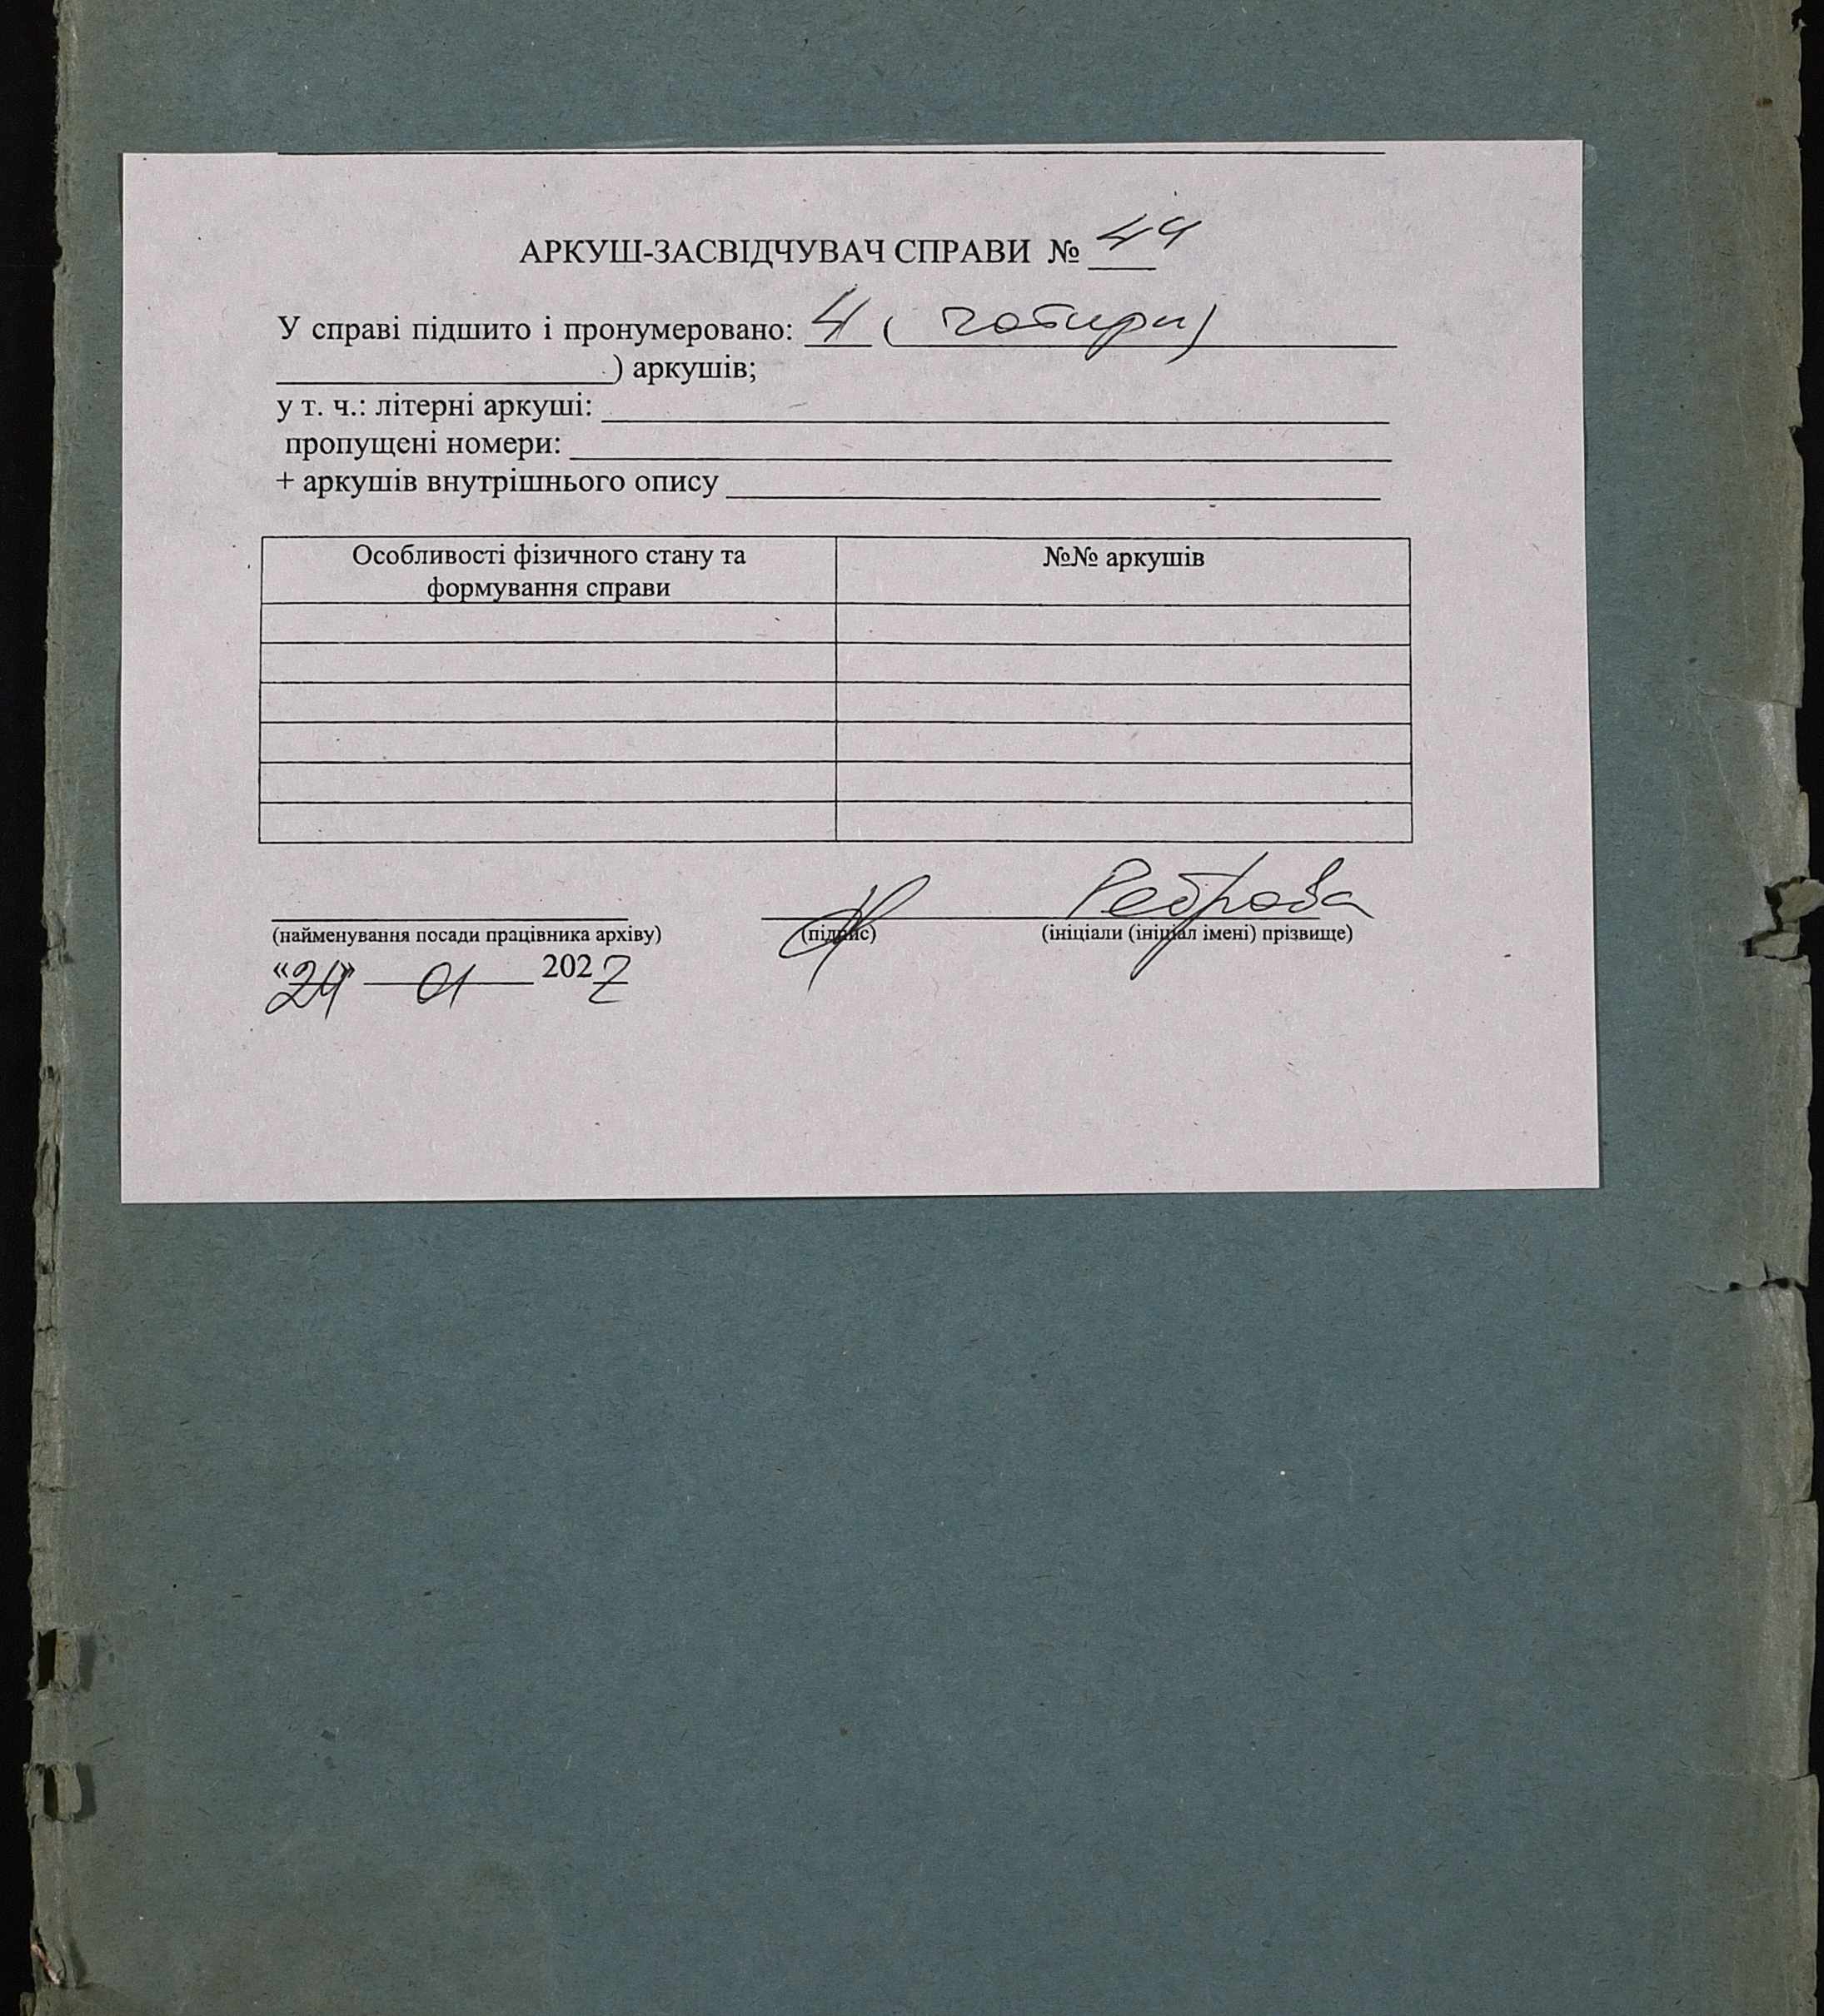 АРКУШ-ЗАСВІДЧУВАЧ СПРАВИ № 44
У справі підшито і пронумеровано: 4 ( чотири)
) аркушів;
у т. ч.: літерні аркуші:
пропущені номери:
+ аркушів внутрішнього опису
Особливості фізичного стану та формування справи №№ аркушів
Реброва
(найменування посади працівника архіву) (підпис) (ініціали (ініціал імені) прізвище)
«24» 01 2022